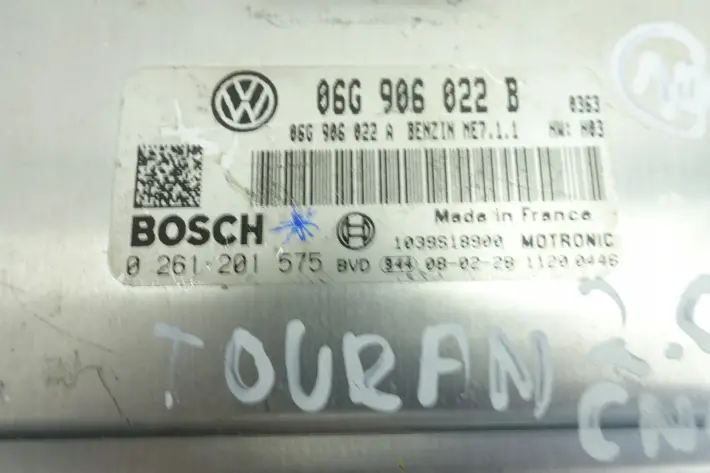 06G 906 022 B 0363
06G 906 022 A BENZIN ME7.1.1 HW: H03
Made in France
BOSCH 1039S18900 MOTRONIC
0 261 201 575 BVD 844 08-02-28 1120 0446
TOURAN